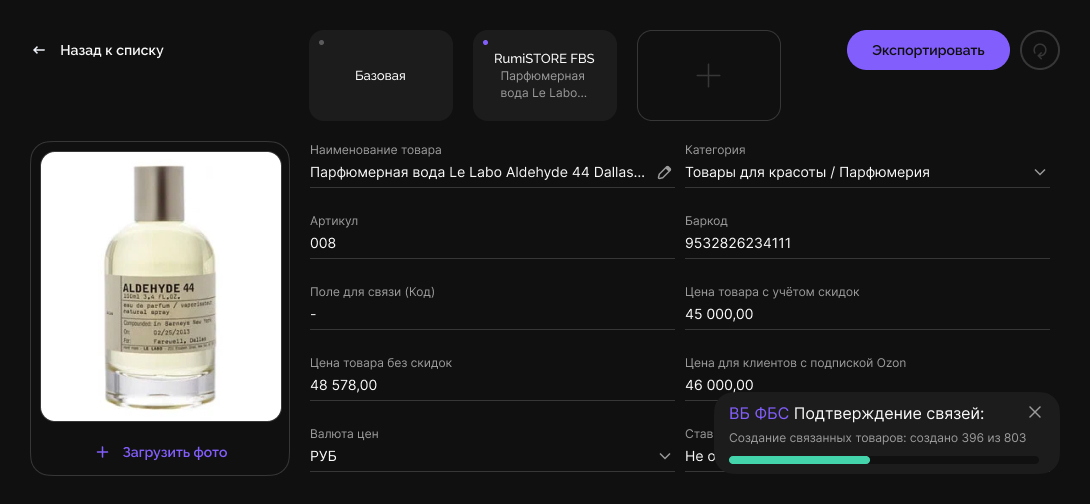 Назад к списку
Базовая
RumiSTORE FBS
Парфюмерная
вода Le Labo...
Экспортировать
Наименование товара
Парфюмерная вода Le Labo Aldehyde 44 Dallas...
Категория
Товары для красоты / Парфюмерия
Артикул
008
Баркод
9532826234111
Поле для связи (Код)
-
Цена товара с учётом скидок
45 000,00
Цена товара без скидок
48 578,00
Цена для клиентов с подпиской Ozon
46 000,00
Валюта цен
РУБ
Став
Не о
ВБ ФБС Подтверждение связей:
Создание связанных товаров: создано 396 из 803
ALDEHYDE 44
100ml 3.4 fl.oz.
eau de parfum / vaporisateur
natural spray
Compounded in Barneys New York
On 02/25/2013
For Farewell, Dallas
Загрузить фото